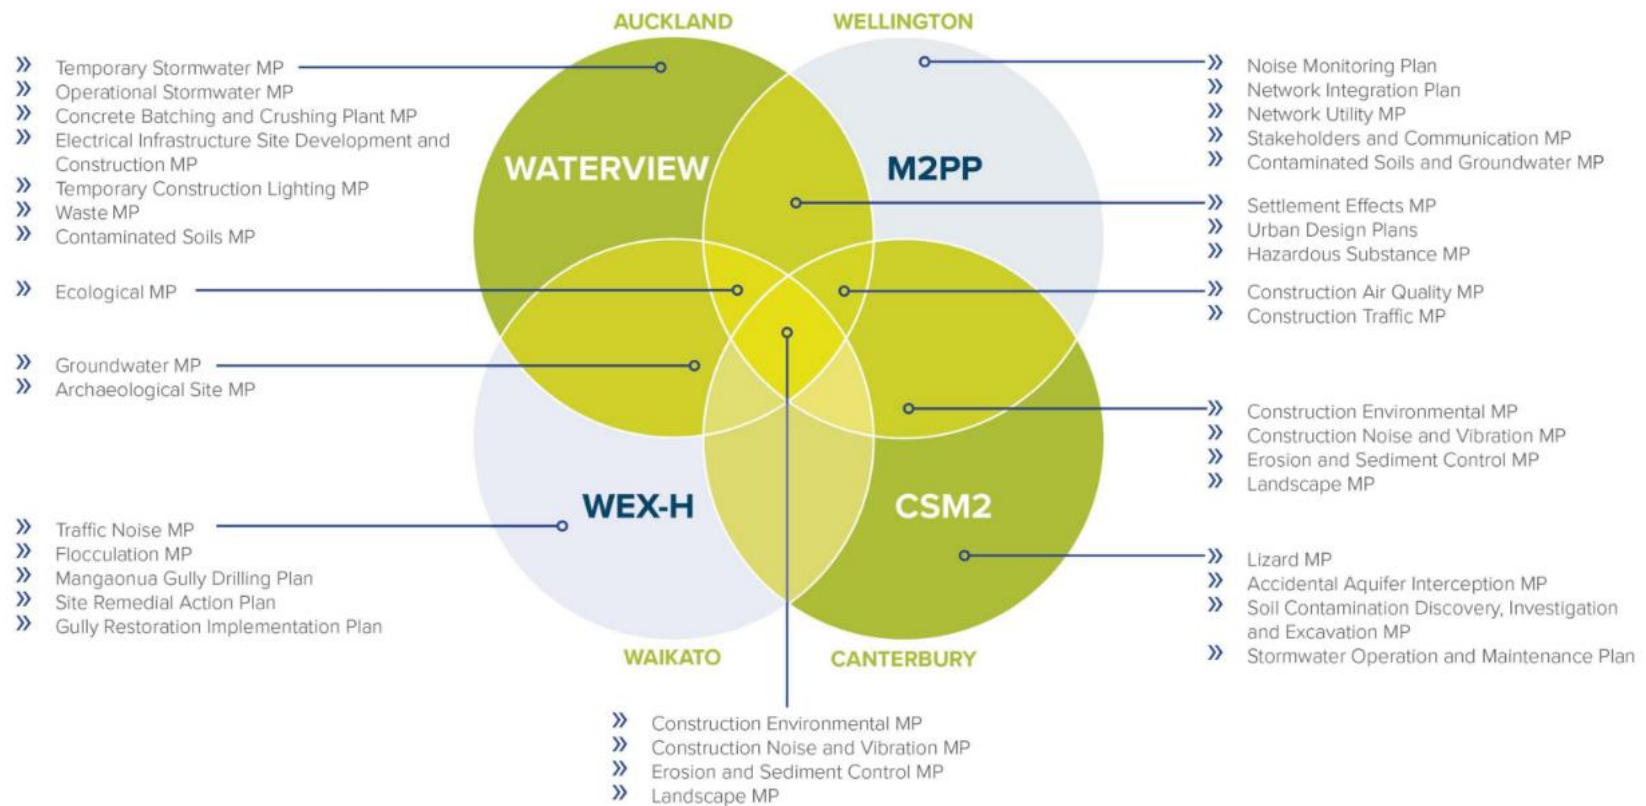 AUCKLAND
WELLINGTON
» Temporary Stormwater MP
» Operational Stormwater MP
» Concrete Batching and Crushing Plant MP
» Electrical Infrastructure Site Development and
Construction MP
» Temporary Construction Lighting MP
» Waste MP
» Contaminated Soils MP
» Ecological MP
» Groundwater MP
» Archaeological Site MP
» Traffic Noise MP
» Flocculation MP
» Mangaonua Gully Drilling Plan
» Site Remedial Action Plan
» Gully Restoration Implementation Plan
WATERVIEW
M2PP
WEX-H
CSM2
» Noise Monitoring Plan
» Network Integration Plan
» Network Utility MP
» Stakeholders and Communication MP
» Contaminated Soils and Groundwater MP
» Settlement Effects MP
» Urban Design Plans
» Hazardous Substance MP
» Construction Air Quality MP
» Construction Traffic MP
» Construction Environmental MP
» Construction Noise and Vibration MP
» Erosion and Sediment Control MP
» Landscape MP
» Lizard MP
» Accidental Aquifer Interception MP
» Soil Contamination Discovery, Investigation
and Excavation MP
» Stormwater Operation and Maintenance Plan
WAIKATO
CANTERBURY
» Construction Environmental MP
» Construction Noise and Vibration MP
» Erosion and Sediment Control MP
» Landscape MP